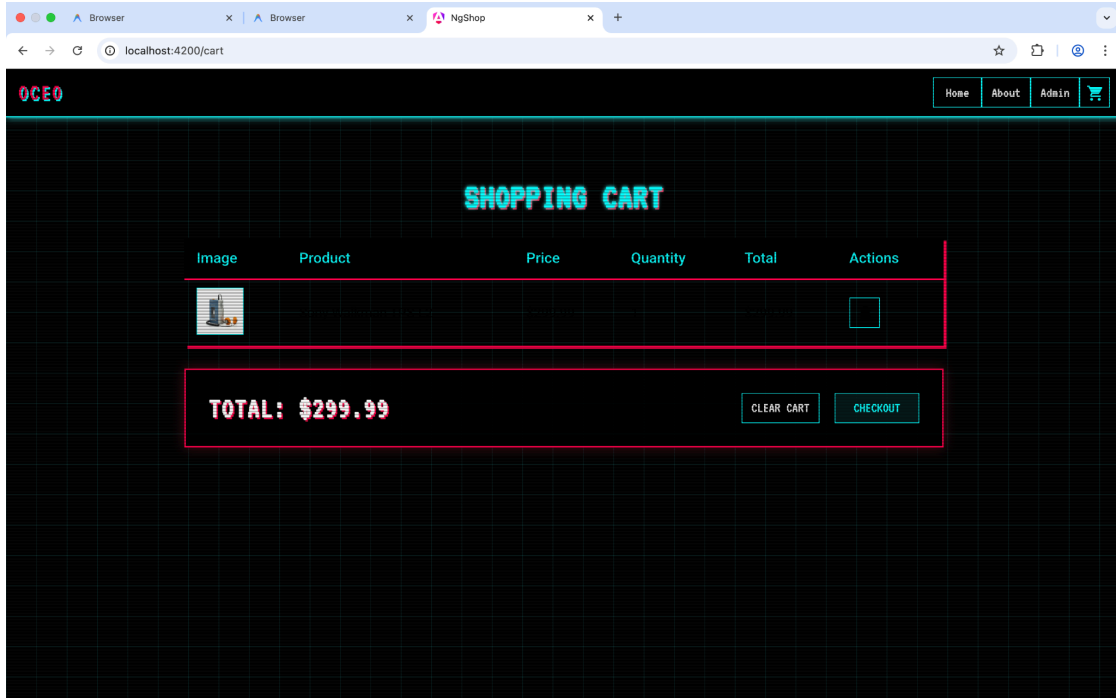 Browser
Browser
NgShop
localhost:4200/cart
OCEO
Home About Admin
SHOPPING CART
Image Product Price Quantity Total Actions
TOTAL: $299.99
CLEAR CART CHECKOUT